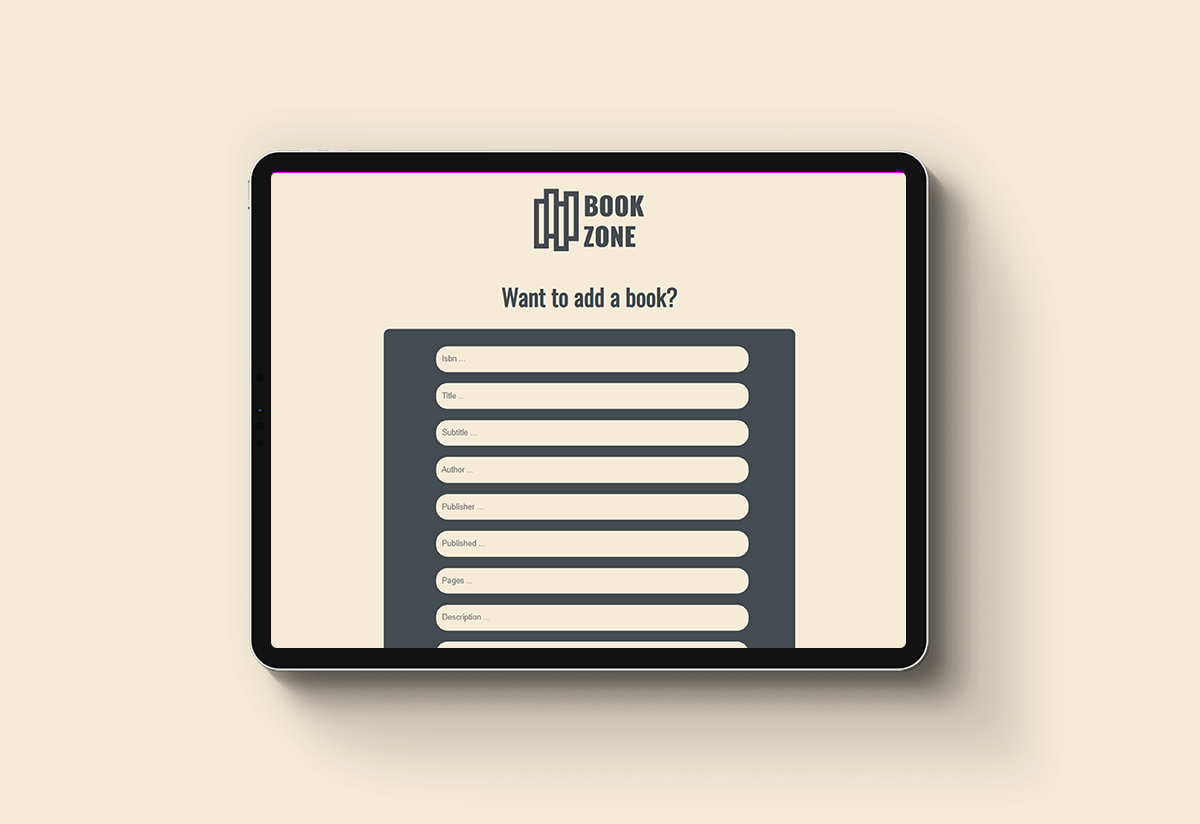 BOOK
ZONE
Want to add a book?
Isbn ...
Title ...
Subtitle ...
Author ...
Publisher ...
Published ...
Pages ...
Description ...